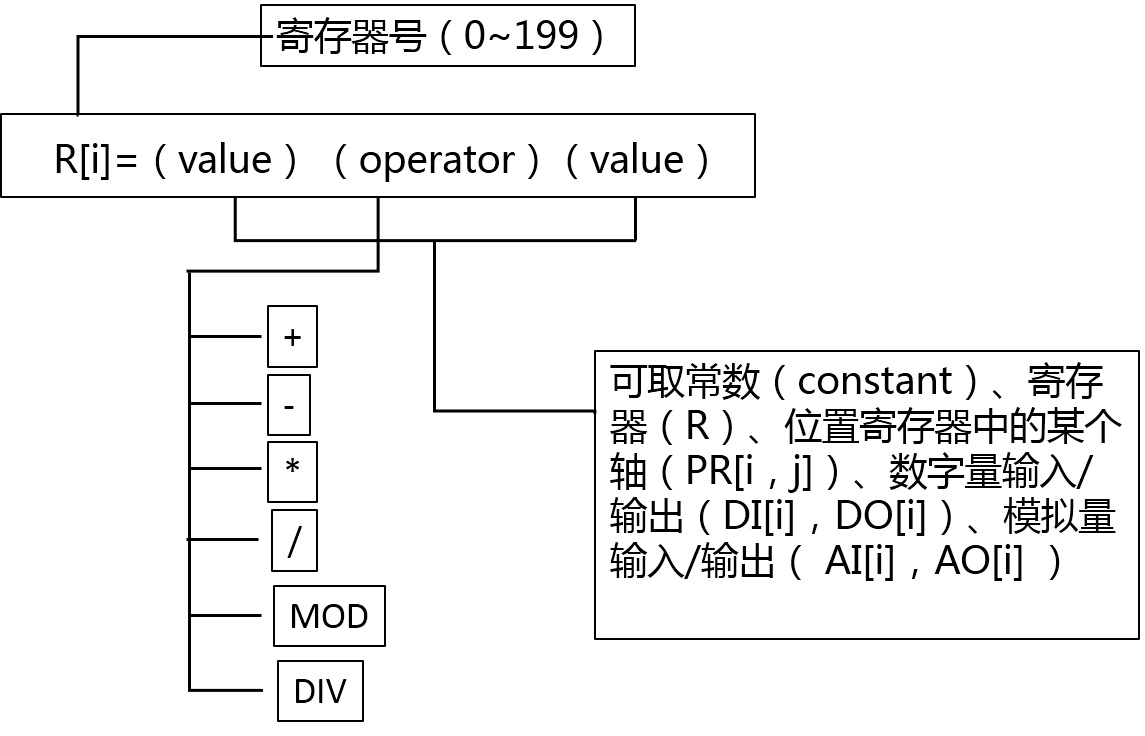 寄存器号（0~199）
R[i]=（value）（operator）（value）
+
-
*
/
MOD
DIV
可取常数（constant）、寄存
器（R）、位置寄存器中的某个
轴（PR[i，j]）、数字量输入/
输出（DI[i]，DO[i]）、模拟量
输入/输出（ AI[i]，AO[i] ）